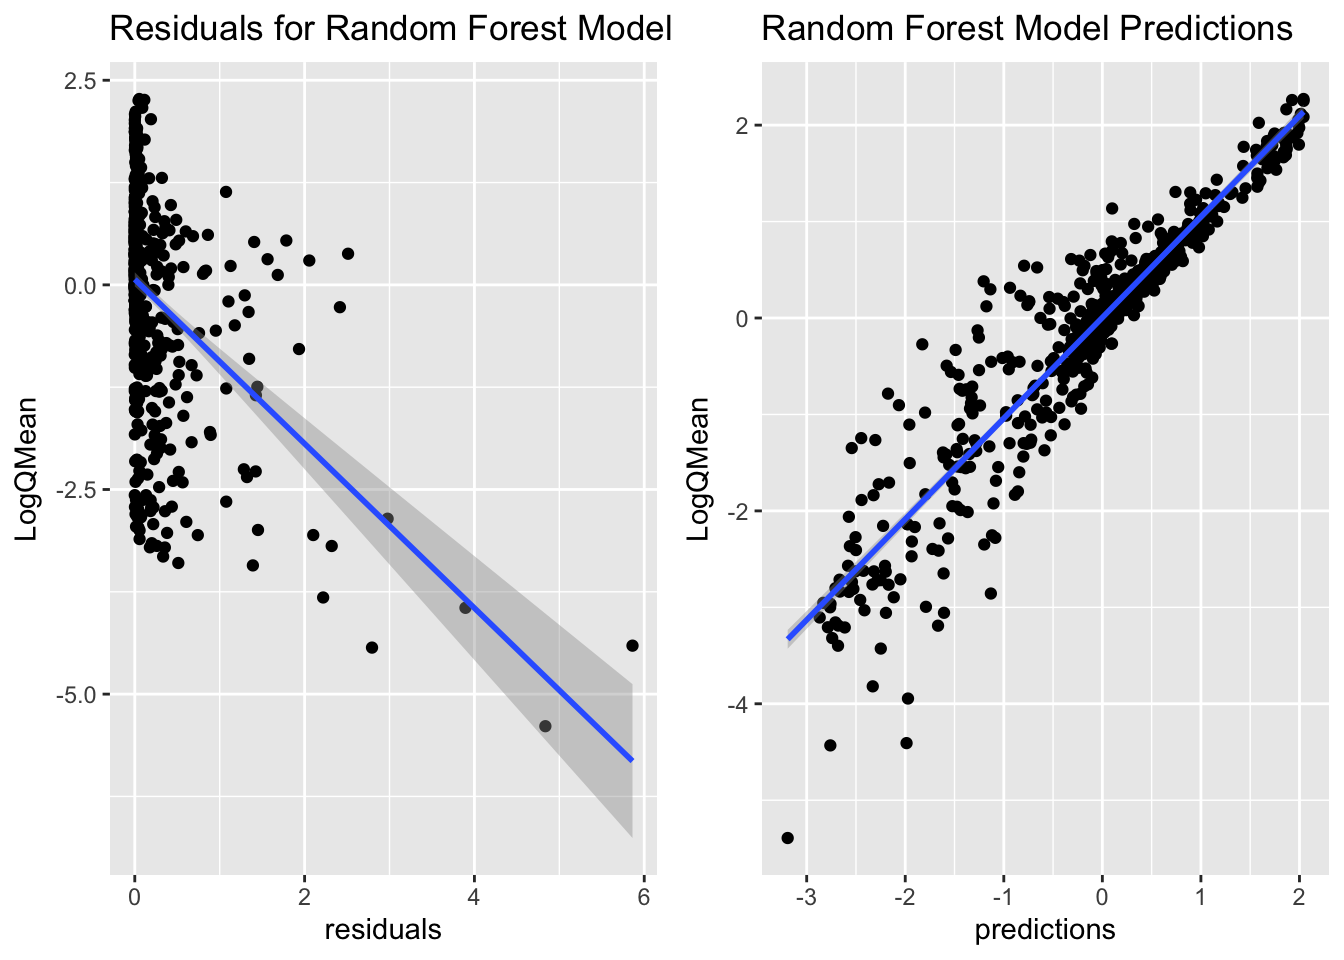 Residuals for Random Forest Model
2.5
0.0
-2.5
-5.0
LogQMean
0 2 4 6
residuals
Random Forest Model Predictions
2
0
-2
-4
LogQMean
-3 -2 -1 0 1 2
predictions